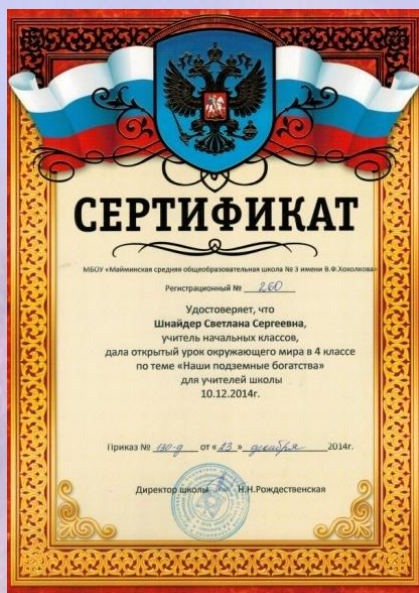 СЕРТИФИКАТ
МБОУ «Майминская средняя общеобразовательная школа № 3 имени В.Ф.Хохолкова»
Регистрационный № 260
Удостоверяет, что
Шнайдер Светлана Сергеевна,
учитель начальных классов,
дала открытый урок окружающего мира в 4 классе
по теме «Наши подземные богатства»
для учителей школы
10.12.2014г.
Приказ № 140-д от « 23 » декабря 2014г.
Директор школы Н.Н.Рождественская